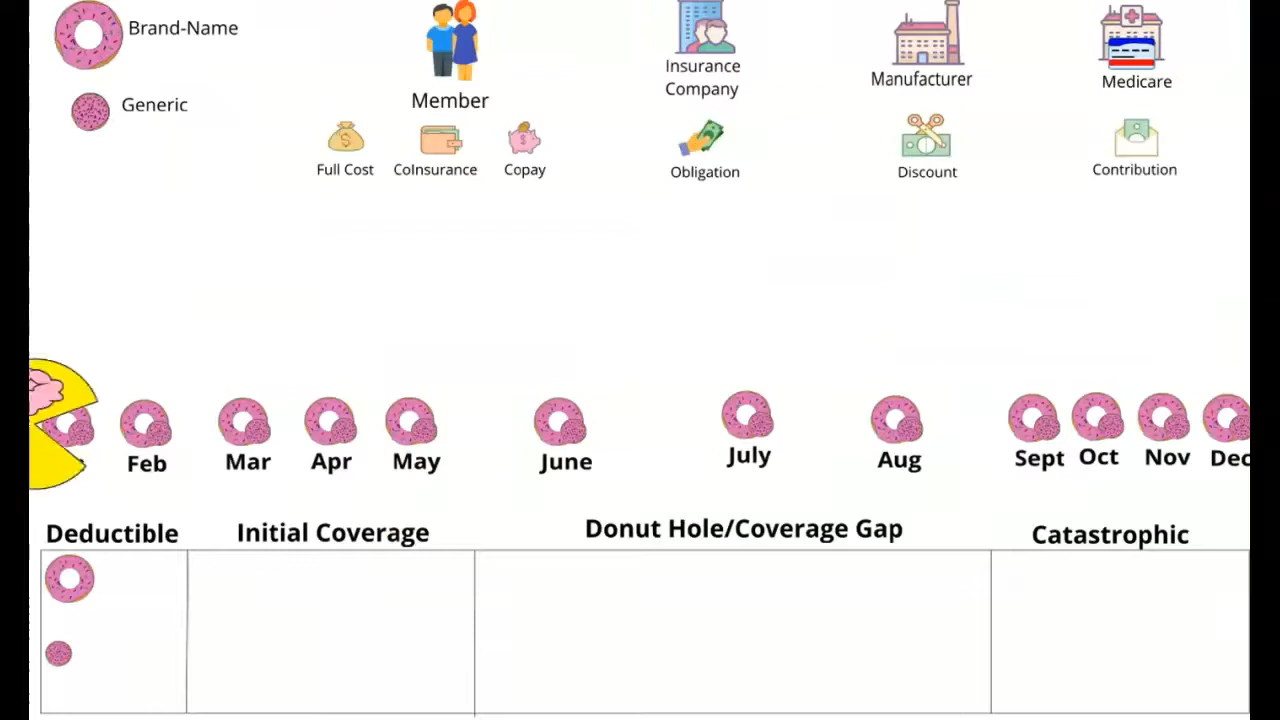 Brand-Name
Generic
Member
Full Cost
CoInsurance
Copay
Insurance
Company
Obligation
Manufacturer
Discount
Medicare
Contribution
Feb
Mar
Apr
May
June
July
Aug
Sept
Oct
Nov
Dec
Deductible
Initial Coverage
Donut Hole/Coverage Gap
Catastrophic